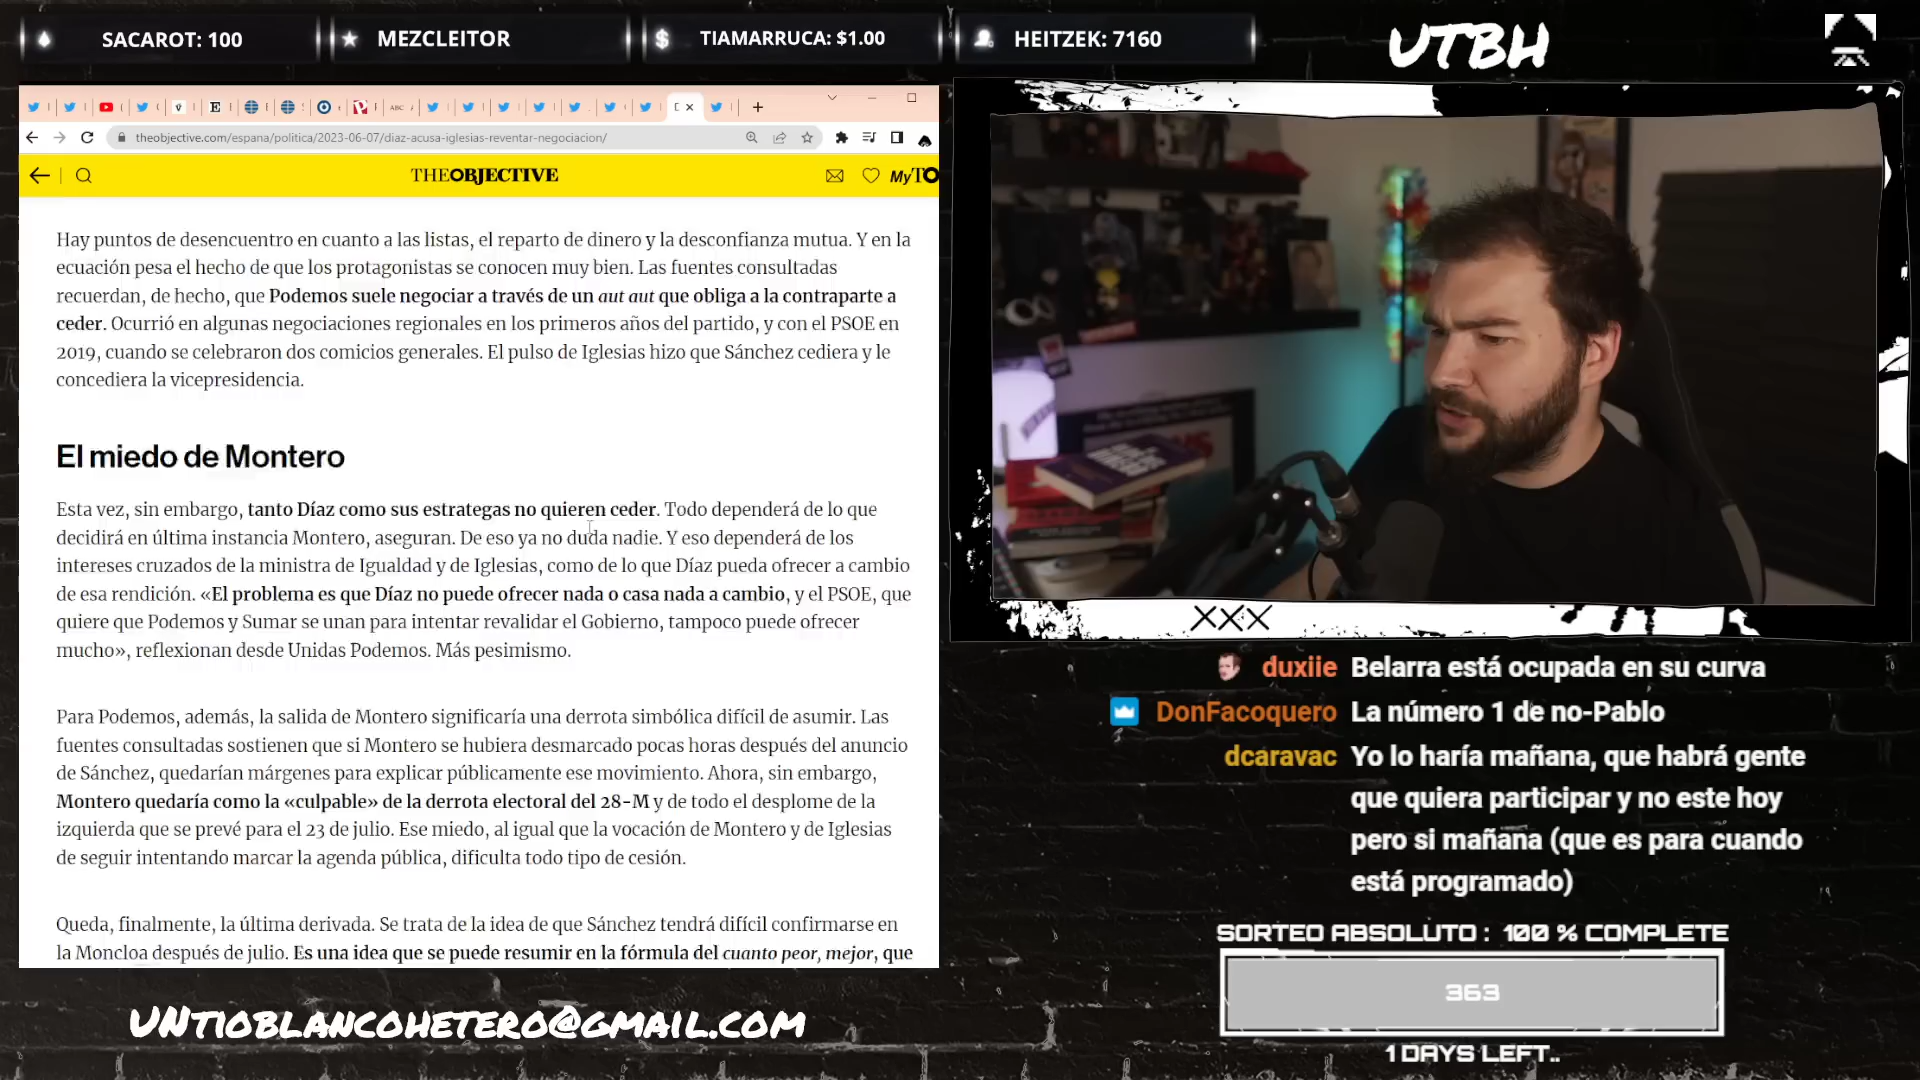 SACAROT: 100
MEZCLEITOR
TIAMARRUCA: $1.00
HEITZEK: 7160
UTBH
theobjective.com/espana/politica/2023-06-07/diaz-acusa-iglesias-reventar-negociacion/
THEOBJECTIVE
MyTO
Hay puntos de desencuentro en cuanto a las listas, el reparto de dinero y la desconfianza mutua. Y en la
ecuación pesa el hecho de que los protagonistas se conocen muy bien. Las fuentes consultadas
recuerdan, de hecho, que Podemos suele negociar a través de un aut aut que obliga a la contraparte a
ceder. Ocurrió en algunas negociaciones regionales en los primeros años del partido, y con el PSOE en
2019, cuando se celebraron dos comicios generales. El pulso de Iglesias hizo que Sánchez cediera y le
concediera la vicepresidencia.
El miedo de Montero
Esta vez, sin embargo, tanto Díaz como sus estrategas no quieren ceder. Todo dependerá de lo que
decidirá en última instancia Montero, aseguran. De eso ya no duda nadie. Y eso dependerá de los
intereses cruzados de la ministra de Igualdad y de Iglesias, como de lo que Díaz pueda ofrecer a cambio
de esa rendición. «El problema es que Díaz no puede ofrecer nada o casa nada a cambio, y el PSOE, que
quiere que Podemos y Sumar se unan para intentar revalidar el Gobierno, tampoco puede ofrecer
mucho», reflexionan desde Unidas Podemos. Más pesimismo.
Para Podemos, además, la salida de Montero significaría una derrota simbólica difícil de asumir. Las
fuentes consultadas sostienen que si Montero se hubiera desmarcado pocas horas después del anuncio
de Sánchez, quedarían márgenes para explicar públicamente ese movimiento. Ahora, sin embargo,
Montero quedaría como la «culpable» de la derrota electoral del 28-M y de todo el desplome de la
izquierda que se prevé para el 23 de julio. Ese miedo, al igual que la vocación de Montero y de Iglesias
de seguir intentando marcar la agenda pública, dificulta todo tipo de cesión.
Queda, finalmente, la última derivada. Se trata de la idea de que Sánchez tendrá difícil confirmarse en
la Moncloa después de julio. Es una idea que se puede resumir en la fórmula del cuanto peor, mejor, que
XXX
duxiie Belarra está ocupada en su curva
DonFacoquero La número 1 de no-Pablo
dcaravac Yo lo haría mañana, que habrá gente
que quiera participar y no este hoy
pero si mañana (que es para cuando
está programado)
SORTEO ABSOLUTO : 100 % COMPLETE
363
1 DAYS LEFT..
UNTIOBLANCOHETERO@GMAIL.COM